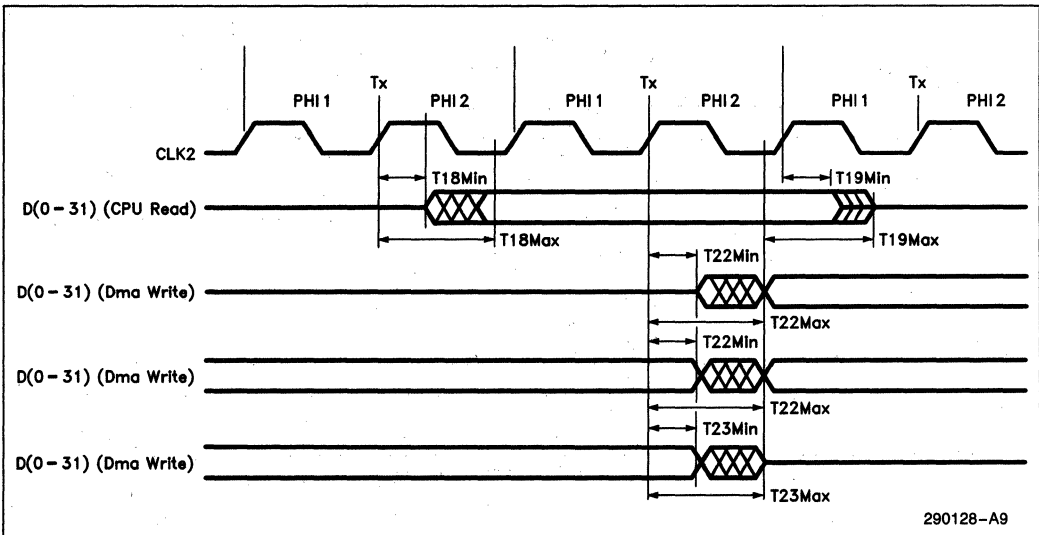 Tx Tx Tx
PHI 1 PHI 2 PHI 1 PHI 2 PHI 1 PHI 2
CLK2
T18Min T19Min
D(0-31) (CPU Read)
T18Max T19Max
T22Min
D(0-31) (Dma Write)
T22Max
T22Min
D(0-31) (Dma Write)
T22Max
T23Min
D(0-31) (Dma Write)
T23Max
290128-A9